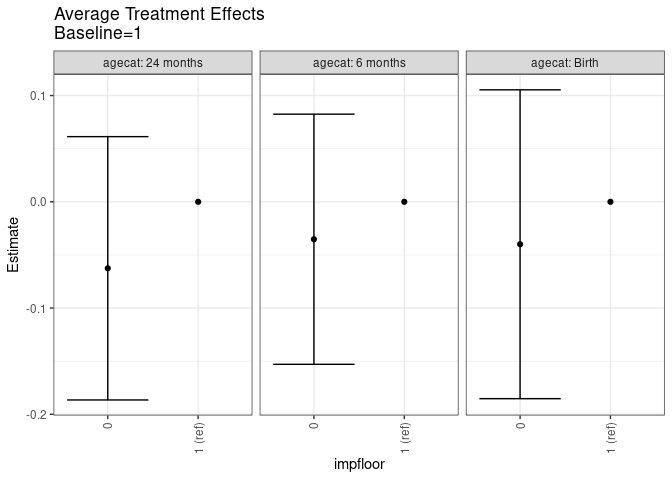 Average Treatment Effects
Baseline=1
agecat: 24 months
agecat: 6 months
agecat: Birth
0.1
0.0
-0.1
-0.2
Estimate
0
1 (ref)
0
1 (ref)
0
1 (ref)
impfloor